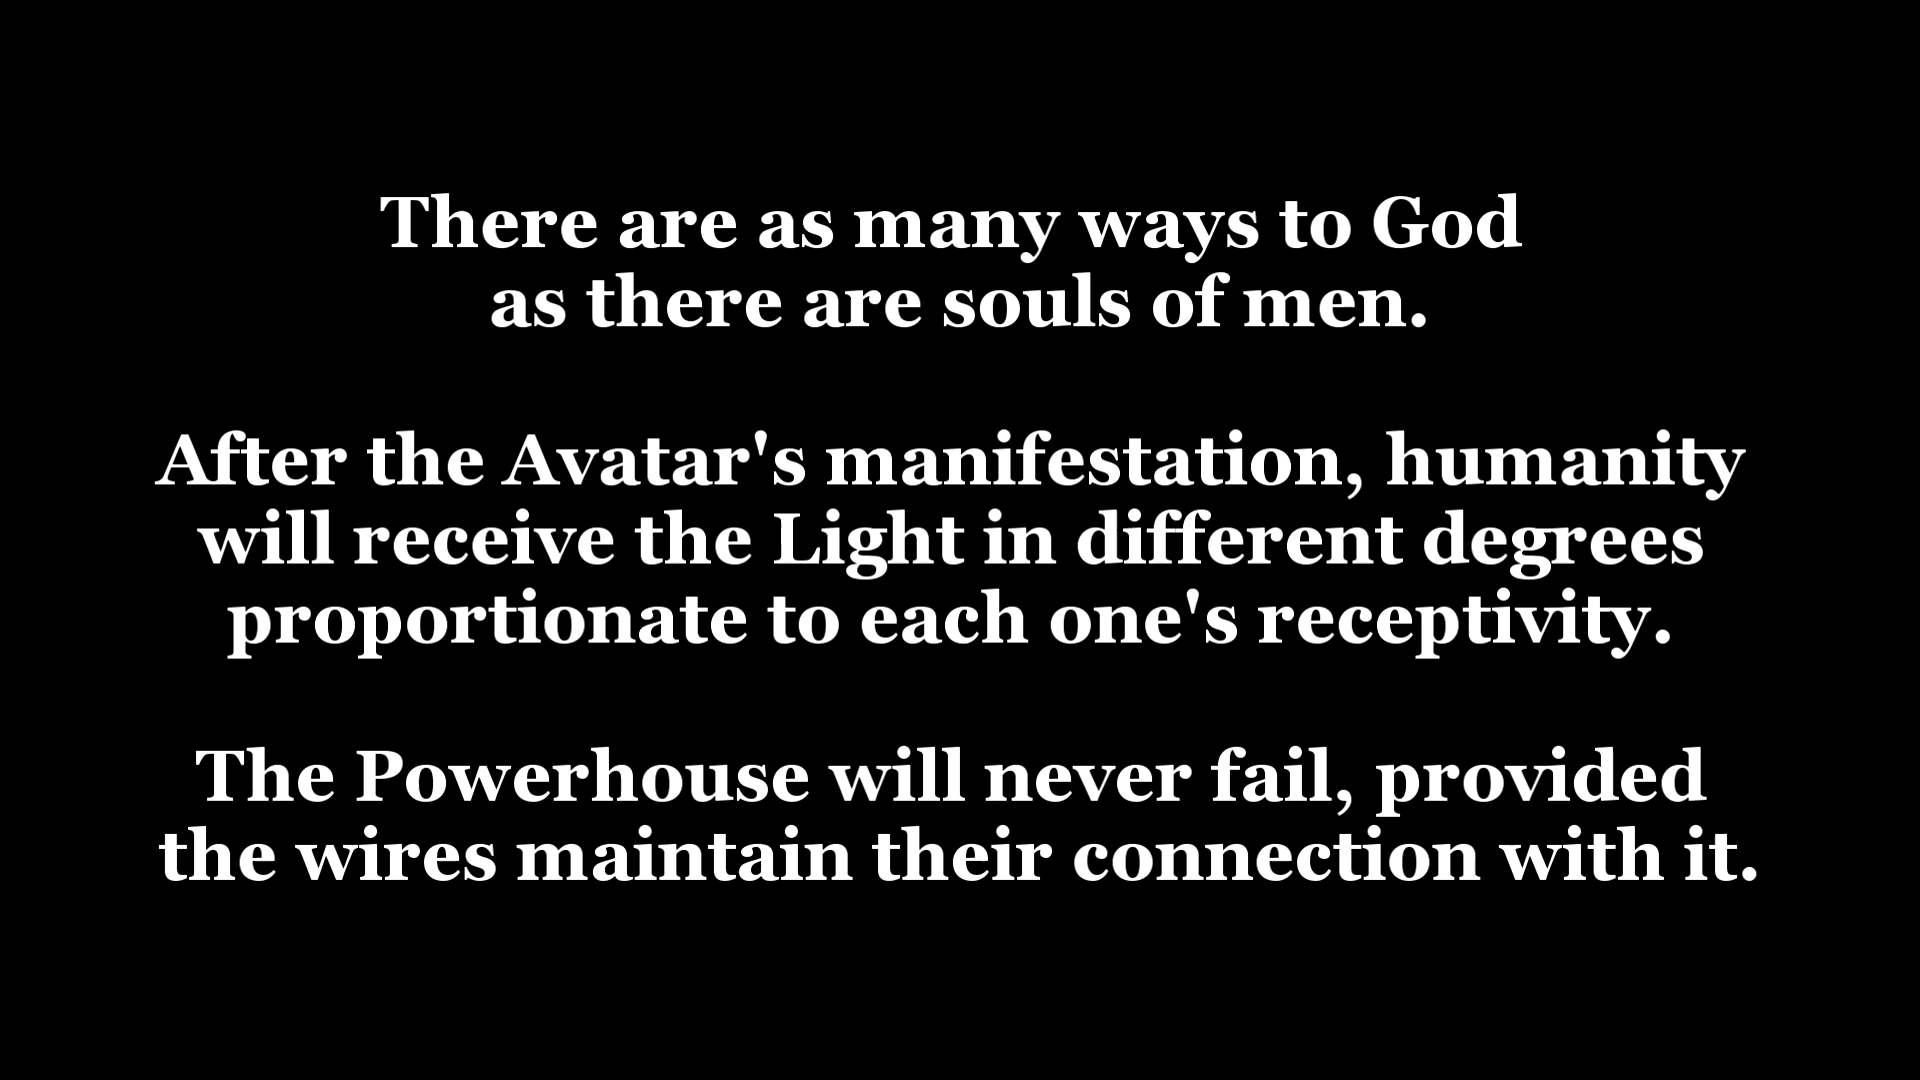 There are as many ways to God
as there are souls of men.
After the Avatar's manifestation, humanity
will receive the Light in different degrees
proportionate to each one's receptivity.
The Powerhouse will never fail, provided
the wires maintain their connection with it.